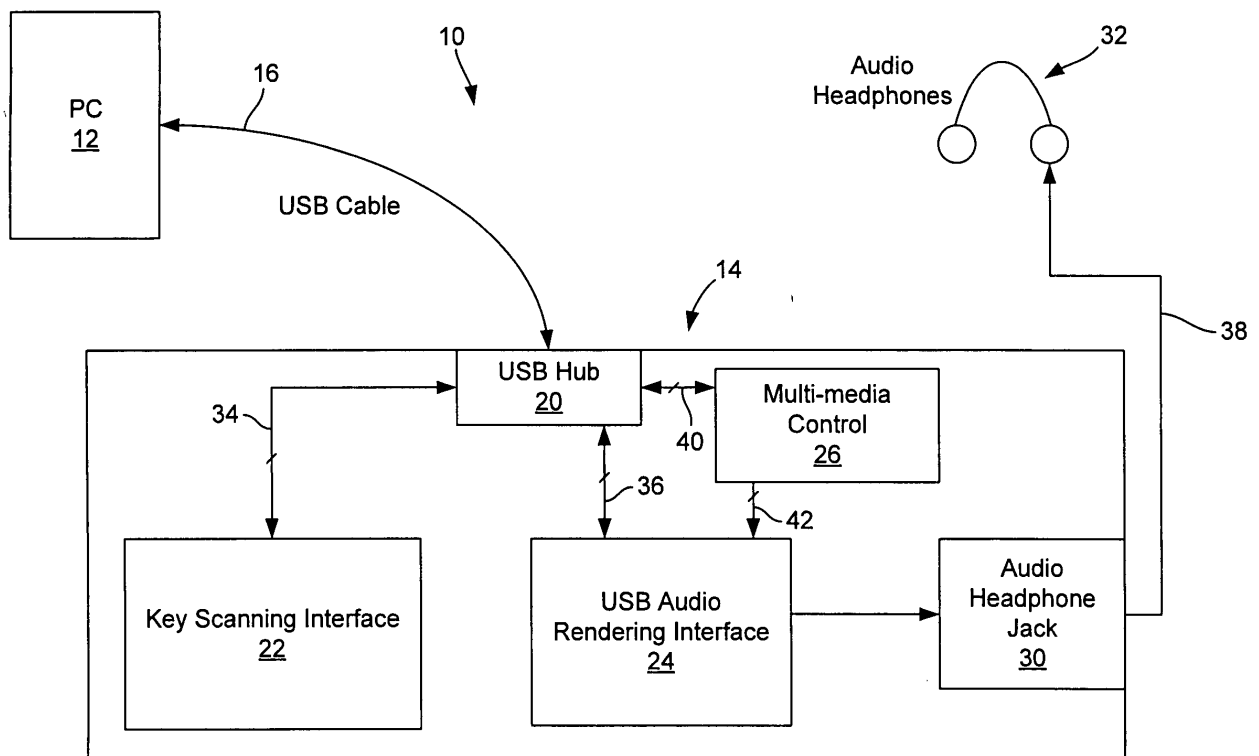 10
32
PC
12
16
Audio
Headphones
USB Cable
14
38
USB Hub
20
34
40
Multi-media
Control
26
36
42
Key Scanning Interface
22
USB Audio
Rendering Interface
24
Audio
Headphone
Jack
30